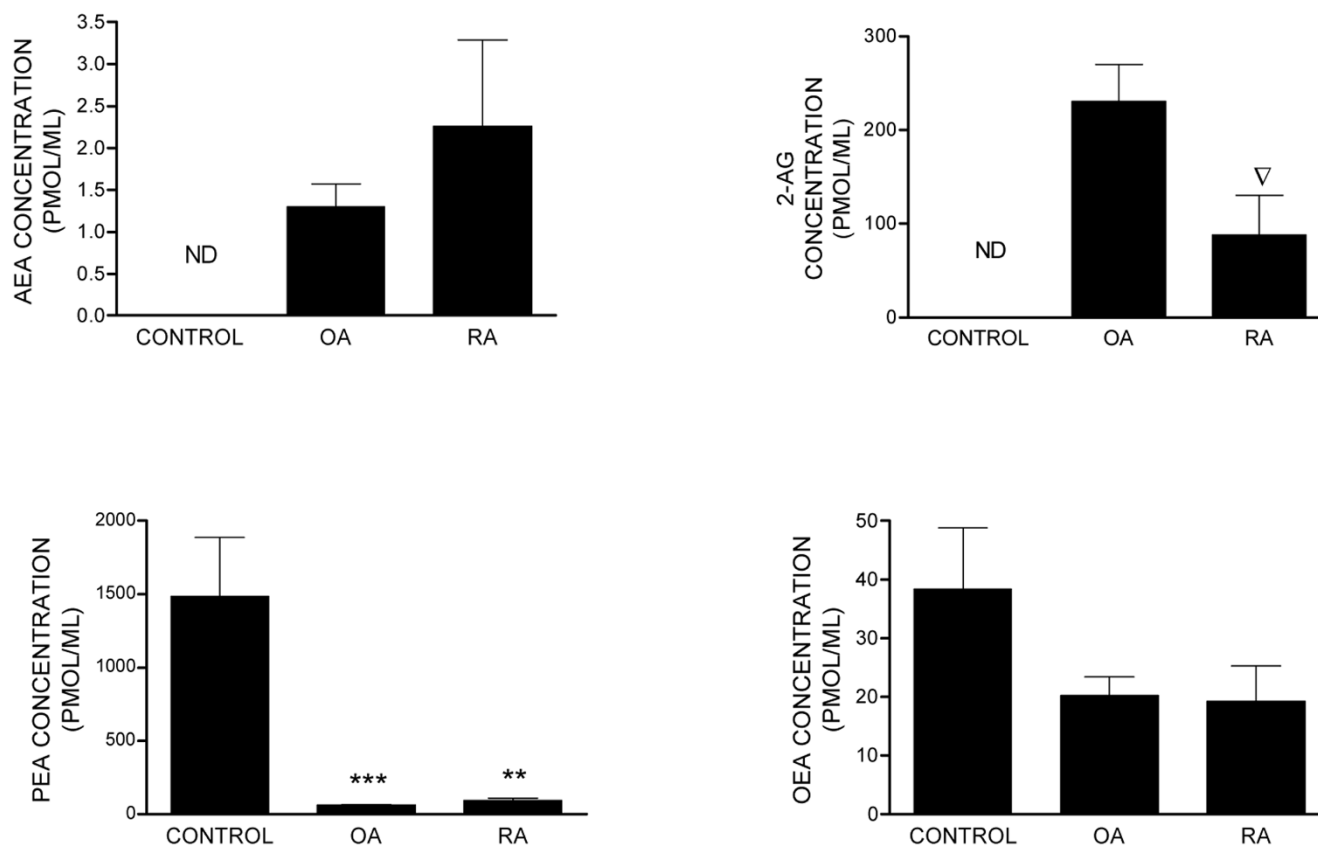 AEA CONCENTRATION
(PMOL/ML)
3.5
3.0
2.5
2.0
1.5
1.0
0.5
0.0
ND
CONTROL OA RA
2-AG
CONCENTRATION
(PMOL/ML)
300
200
100
0
ND
∇
CONTROL OA RA
PEA CONCENTRATION
(PMOL/ML)
2000
1500
1000
500
0
*** **
CONTROL OA RA
OEA CONCENTRATION
(PMOL/ML)
50
40
30
20
10
0
CONTROL OA RA